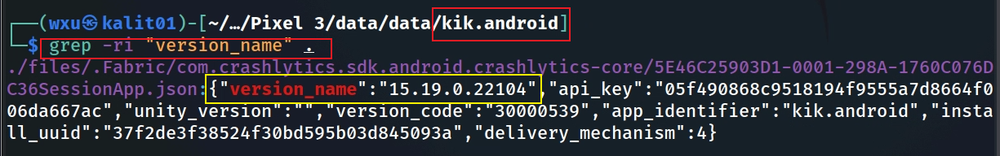 ┌──(wxu㉿kalit01)-[~/…/Pixel 3/data/data/kik.android]
└─$ grep -ri "version_name" .
./files/.Fabric/com.crashlytics.sdk.android.crashlytics-core/5E46C25903D1-0001-298A-1760C076D
C36SessionApp.json:{"version_name":"15.19.0.22104","api_key":"05f490868c9518194f9555a7d8664f0
06da667ac","unity_version":"","version_code":"30000539","app_identifier":"kik.android","insta
ll_uuid":"37f2de3f38524f30bd595b03d845093a","delivery_mechanism":4}